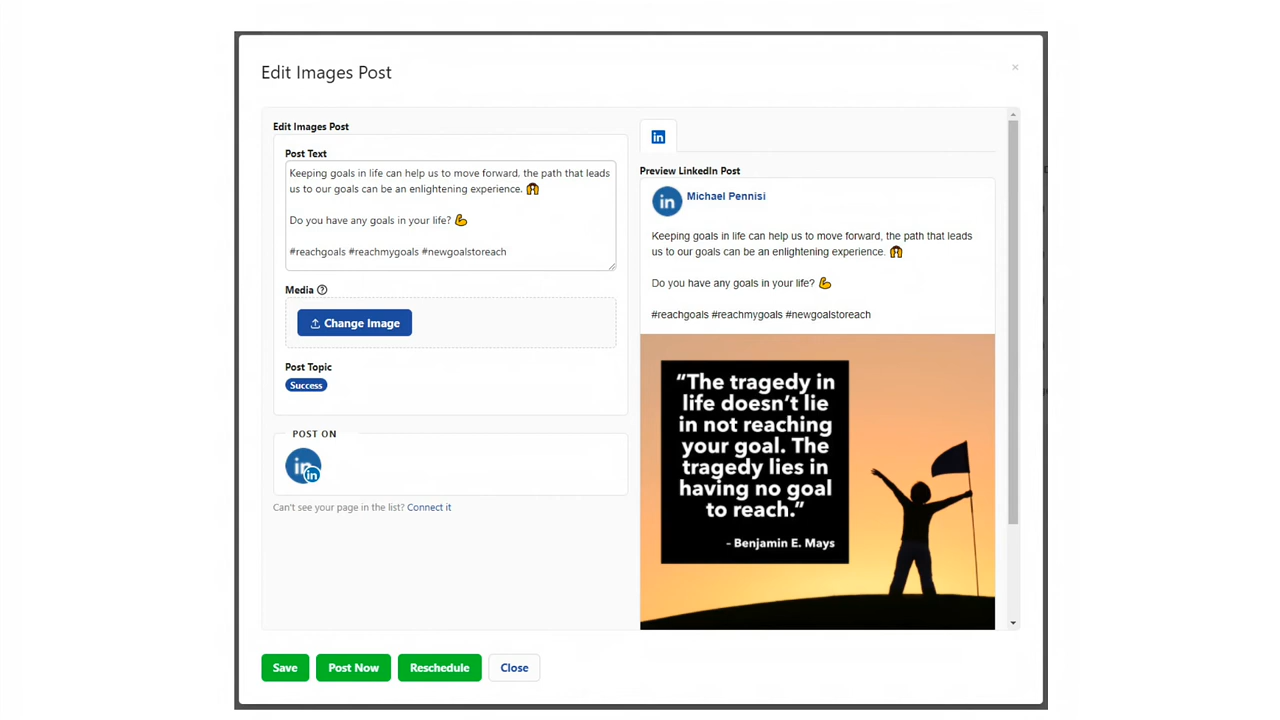 Edit Images Post
×
Edit Images Post
Post Text
Keeping goals in life can help us to move forward, the path that leads
us to our goals can be an enlightening experience. 🙌
Do you have any goals in your life? 💪
#reachgoals #reachmygoals #newgoalstoreach
Media ?
Change Image
Post Topic
Success
POST ON
in
in
Can't see your page in the list? Connect it
in
Preview LinkedIn Post
in
Michael Pennisi
Keeping goals in life can help us to move forward, the path that leads
us to our goals can be an enlightening experience. 🙌
Do you have any goals in your life? 💪
#reachgoals #reachmygoals #newgoalstoreach
“The tragedy in
life doesn’t lie
in not reaching
your goal. The
tragedy lies in
having no goal
to reach.”
– Benjamin E. Mays
Save
Post Now
Reschedule
Close